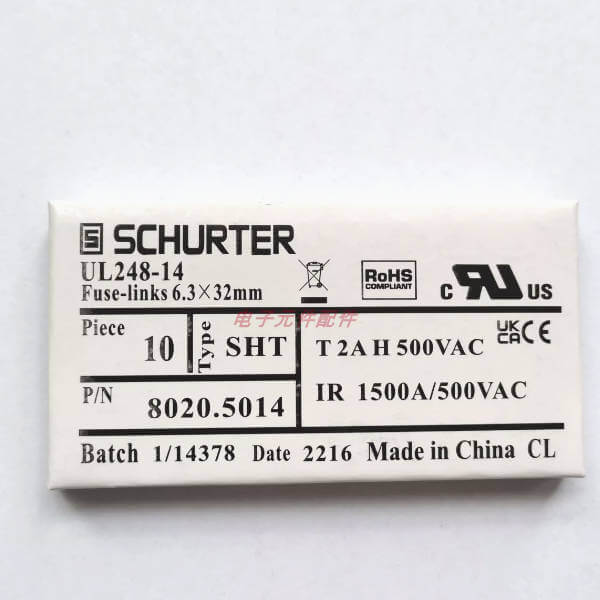 SCHURTER
UL248-14
Fuse-links 6.3×32mm
RoHS
COMPLIANT
c RU US
UK
CA CE
电子元件配件
Piece
10
Type
SHT
T 2A H 500VAC
P/N
8020.5014
IR 1500A/500VAC
Batch 1/14378 Date 2216 Made in China CL